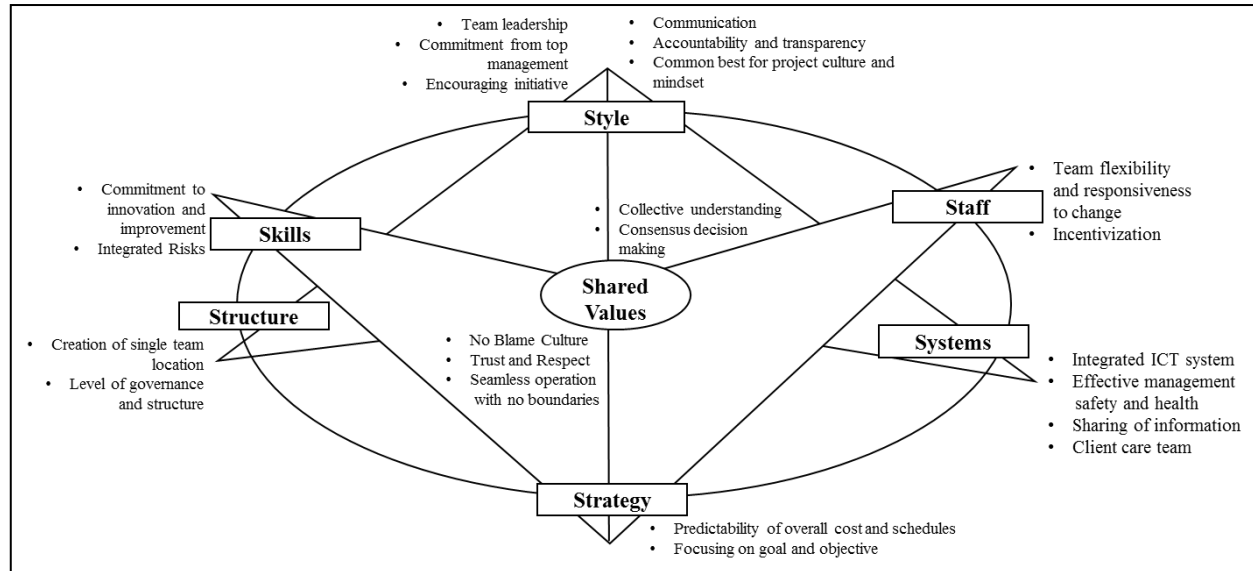 • Team leadership
• Commitment from top
management
• Encouraging initiative
• Communication
• Accountability and transparency
• Common best for project culture and
mindset
Style
• Commitment to
innovation and
improvement
• Integrated Risks
Skills
• Collective understanding
• Consensus decision
making
Staff
• Team flexibility
and responsiveness
to change
• Incentivization
Shared
Values
Structure
• Creation of single team
location
• Level of governance
and structure
• No Blame Culture
• Trust and Respect
• Seamless operation
with no boundaries
Systems
• Integrated ICT system
• Effective management
safety and health
• Sharing of information
• Client care team
Strategy
• Predictability of overall cost and schedules
• Focusing on goal and objective